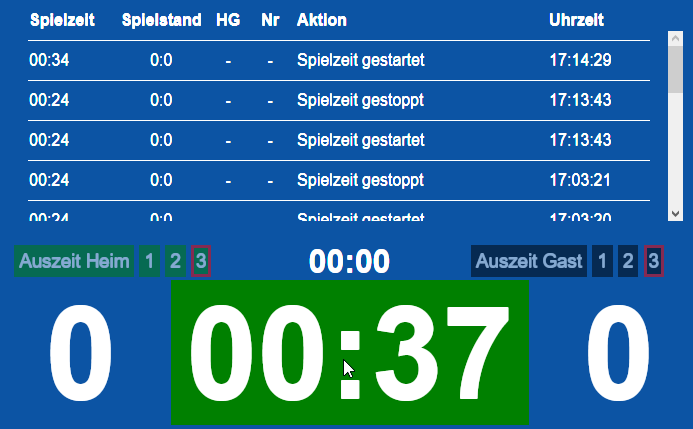 Spielzeit Spielstand HG Nr Aktion Uhrzeit
00:34 0:0 - - Spielzeit gestartet 17:14:29
00:24 0:0 - - Spielzeit gestoppt 17:13:43
00:24 0:0 - - Spielzeit gestartet 17:13:43
00:24 0:0 - - Spielzeit gestoppt 17:03:21
00:24 0:0 - - Spielzeit gestartet 17:03:20
Auszeit Heim 1 2 3 00:00 Auszeit Gast 1 2 3
0 00:37 0